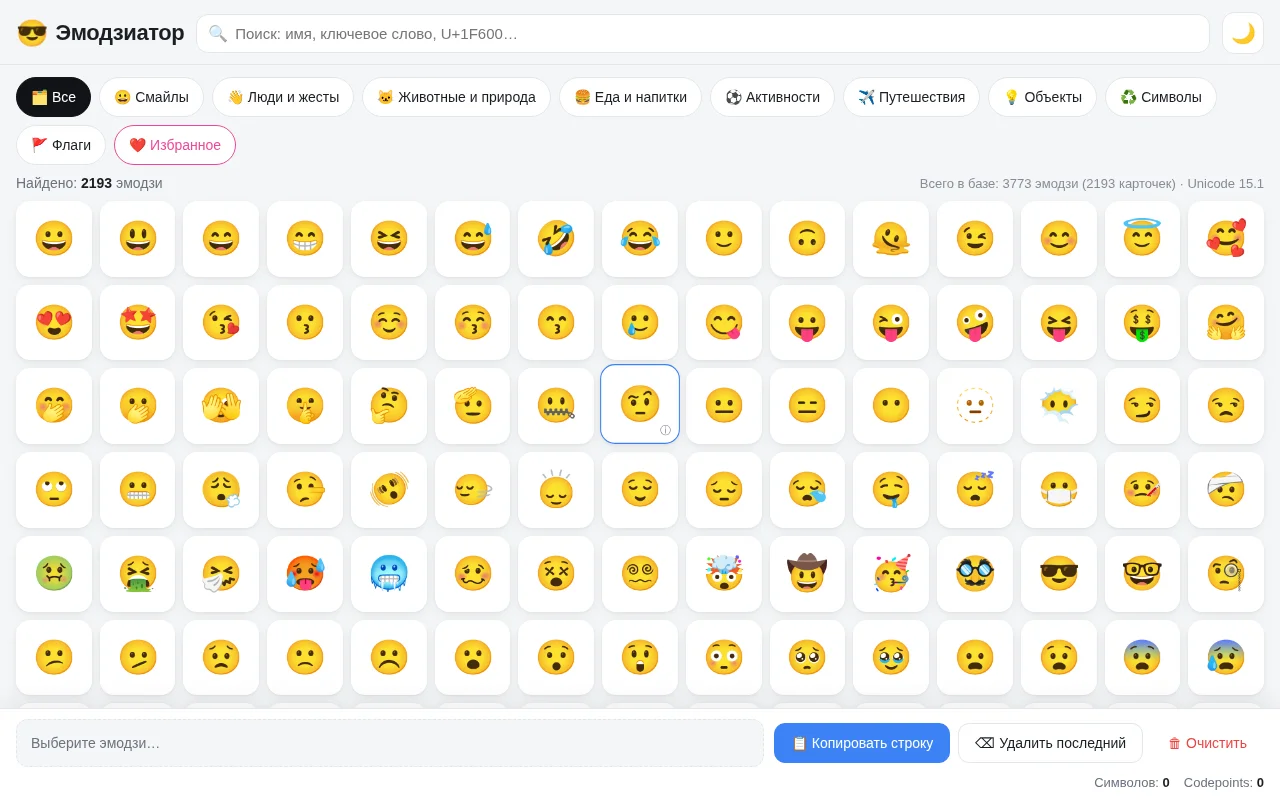 😎 Эмодзиатор
🔍 Поиск: имя, ключевое слово, U+1F600…
🗂️ Все
😀 Смайлы
👋 Люди и жесты
🐱 Животные и природа
🍔 Еда и напитки
⚽ Активности
✈️ Путешествия
💡 Объекты
♻️ Символы
🚩 Флаги
❤️ Избранное
Найдено: 2193 эмодзи
Всего в базе: 3773 эмодзи (2193 карточек) · Unicode 15.1
Выберите эмодзи…
📋 Копировать строку
⌫ Удалить последний
🗑 Очистить
Символов: 0 Codepoints: 0